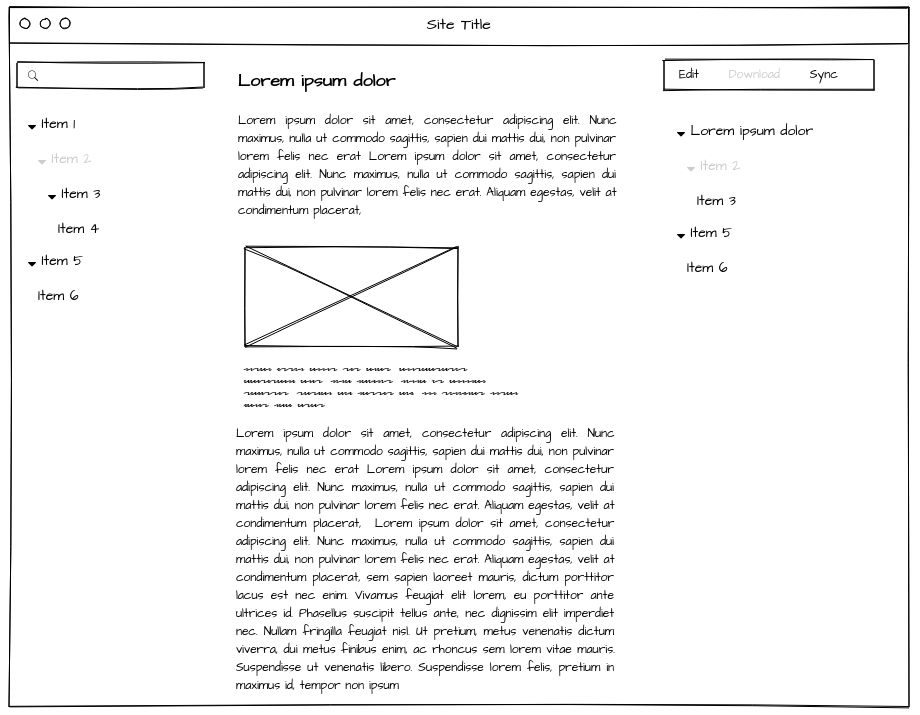 Site Title
Item 1
Item 2
Item 3
Item 4
Item 5
Item 6
Lorem ipsum dolor
Lorem ipsum dolor sit amet, consectetur adipiscing elit. Nunc
maximus, nulla ut commodo sagittis, sapien dui mattis dui, non pulvinar
lorem felis nec erat Lorem ipsum dolor sit amet, consectetur
adipiscing elit. Nunc maximus, nulla ut commodo sagittis, sapien dui
mattis dui, non pulvinar lorem felis nec erat. Aliquam egestas, velit at
condimentum placerat,
Lorem ipsum dolor sit amet, consectetur adipiscing elit. Nunc
maximus, nulla ut commodo sagittis, sapien dui mattis dui, non pulvinar
lorem felis nec erat Lorem ipsum dolor sit amet, consectetur
adipiscing elit. Nunc maximus, nulla ut commodo sagittis, sapien dui
mattis dui, non pulvinar lorem felis nec erat. Aliquam egestas, velit at
condimentum placerat, Lorem ipsum dolor sit amet, consectetur
adipiscing elit. Nunc maximus, nulla ut commodo sagittis, sapien dui
mattis dui, non pulvinar lorem felis nec erat. Aliquam egestas, velit at
condimentum placerat, sem sapien laoreet mauris, dictum porttitor
lacus est nec enim. Vivamus feugiat elit lorem, eu porttitor ante
ultrices id. Phasellus suscipit tellus ante, nec dignissim elit imperdiet
nec. Nullam fringilla feugiat nisl. Ut pretium, metus venenatis dictum
viverra, dui metus finibus enim, ac rhoncus sem lorem vitae mauris.
Suspendisse ut venenatis libero. Suspendisse lorem felis, pretium in
maximus id, tempor non ipsum
Edit Download Sync
Lorem ipsum dolor
Item 2
Item 3
Item 5
Item 6